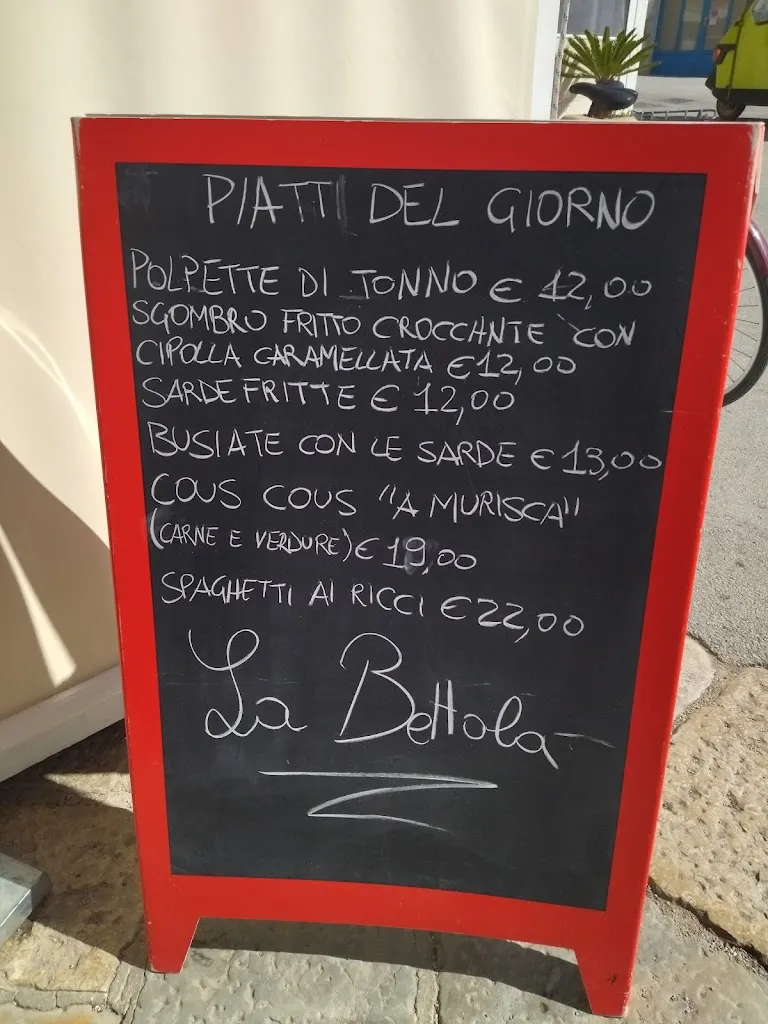 PIATTI DEL GIORNO
POLPETTE DI TONNO € 12,00
SGOMBRO FRITTO CROCCANTE CON
CIPOLLA CARAMELLATA €12,00
SARDE FRITTE € 12,00
BUSIATE CON LE SARDE € 13,00
COUS COUS "A MURISCA"
(CARNE E VERDURE) € 19,00
SPAGHETTI AI RICCI € 22,00
La Bettola